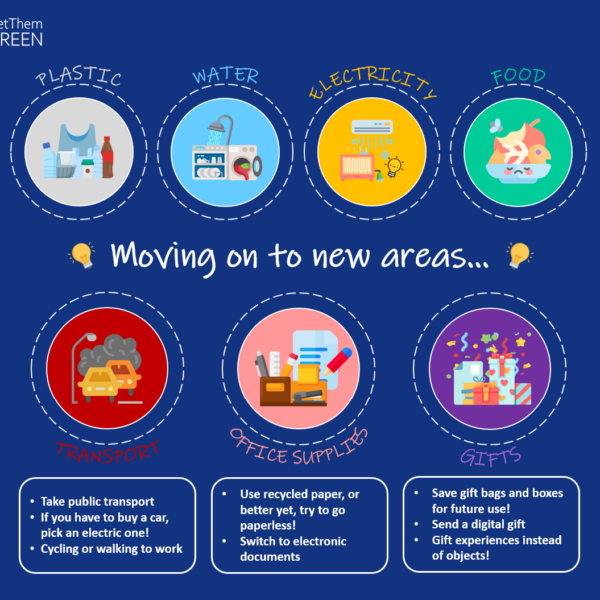 etThem
REEN
PLASTIC
WATER
ELECTRICITY
FOOD
Moving on to new areas...
TRANSPORT
OFFICE SUPPLIES
GIFTS
• Take public transport
• If you have to buy a car,
pick an electric one!
• Cycling or walking to work
• Use recycled paper, or
better yet, try to go
paperless!
• Switch to electronic
documents
• Save gift bags and boxes
for future use!
• Send a digital gift
• Gift experiences instead
of objects!